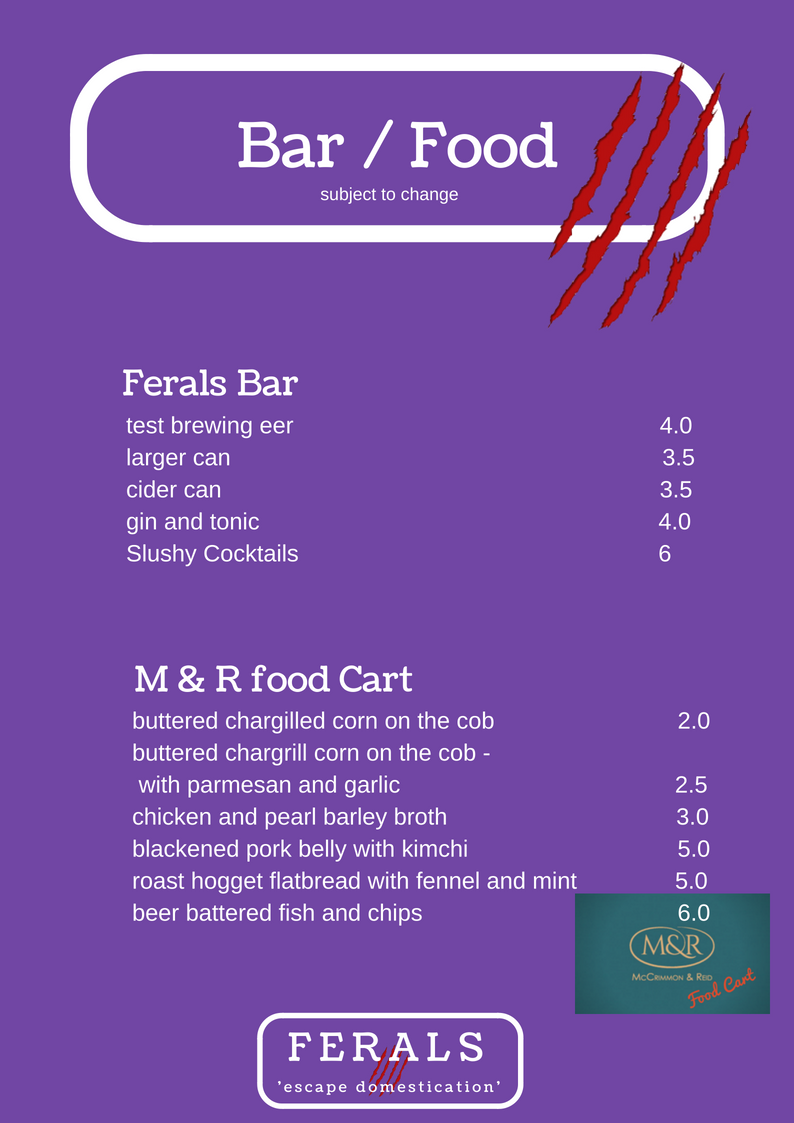 Bar / Food
subject to change
Ferals Bar
test brewing eer 4.0
larger can 3.5
cider can 3.5
gin and tonic 4.0
Slushy Cocktails 6
M & R food Cart
buttered chargilled corn on the cob 2.0
buttered chargrill corn on the cob -
with parmesan and garlic 2.5
chicken and pearl barley broth 3.0
blackened pork belly with kimchi 5.0
roast hogget flatbread with fennel and mint 5.0
beer battered fish and chips 6.0
M&R
McCrimmon & Reid
Food Cart
FERALS
'escape domestication'